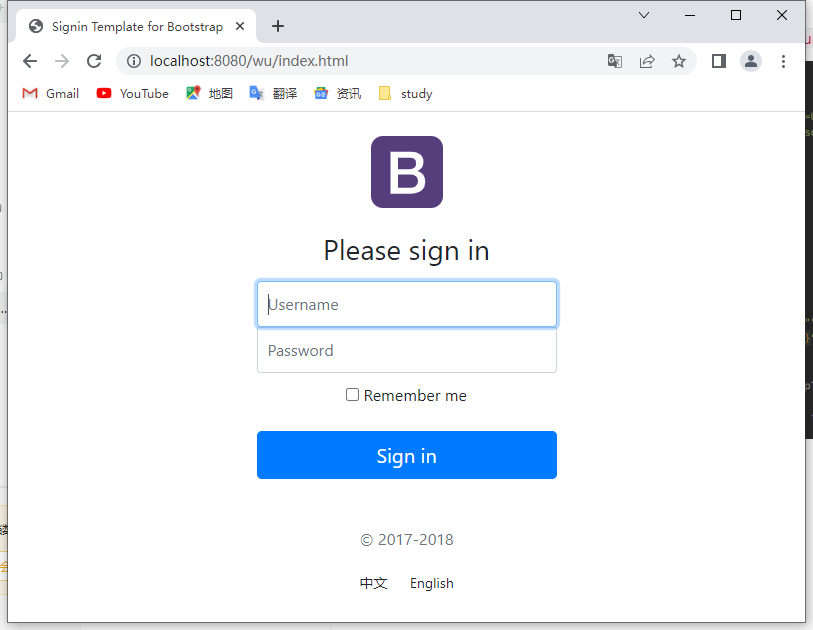 Signin Template for Bootstrap
localhost:8080/wu/index.html
Gmail YouTube 地图 翻译 资讯 study
B
Please sign in
Username
Password
Remember me
Sign in
© 2017-2018
中文 English